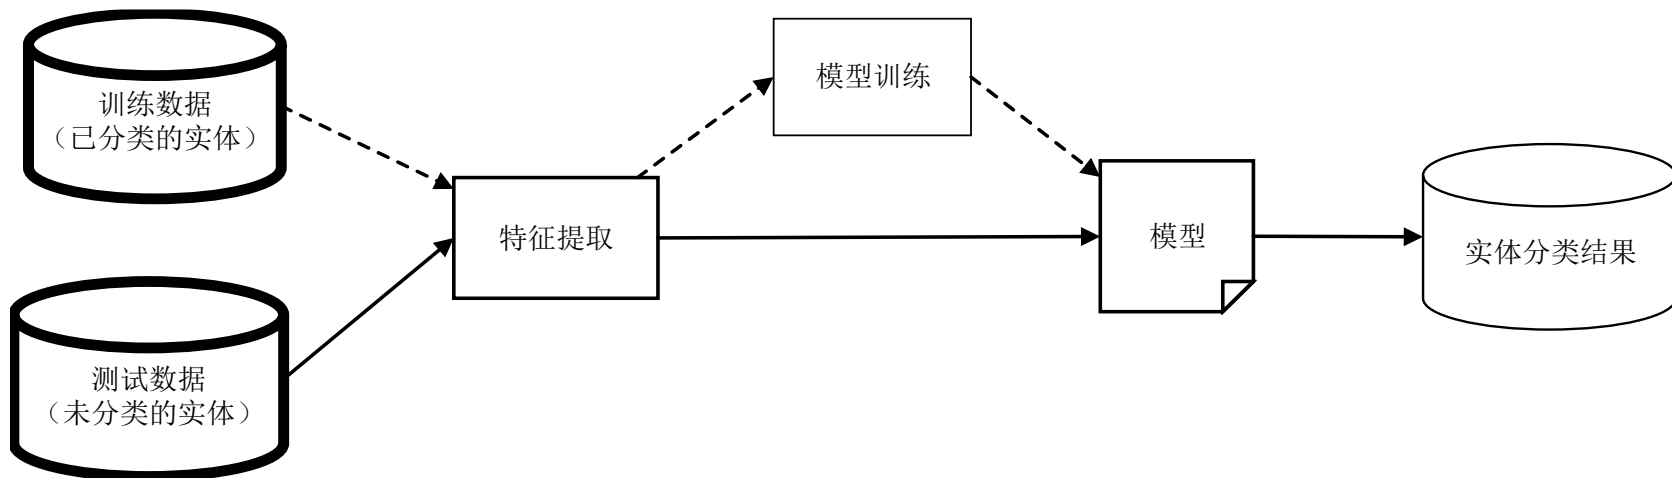 训练数据
（已分类的实体）
模型训练
特征提取
模型
实体分类结果
测试数据
（未分类的实体）